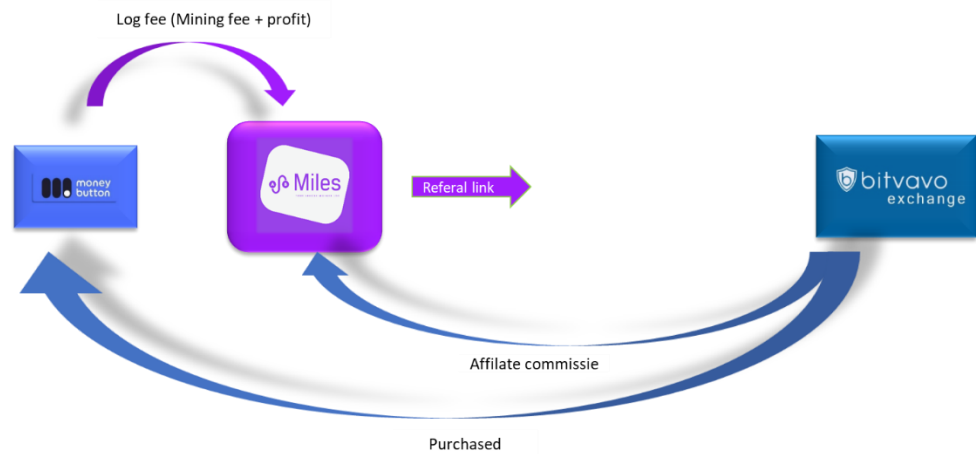 Log fee (Mining fee + profit)
money
button
Miles
Referal link
bitvavo
exchange
Affilate commissie
Purchased